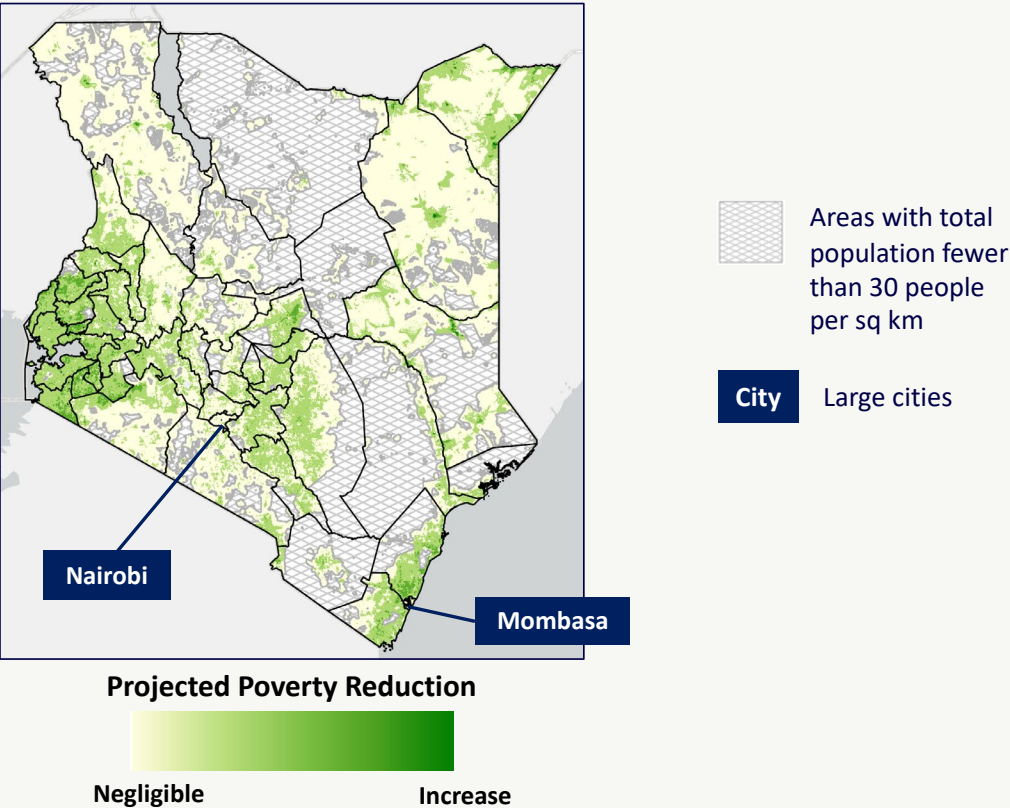 Areas with total
population fewer
than 30 people
per sq km
City
Large cities
Nairobi
Mombasa
Projected Poverty Reduction
Negligible
Increase